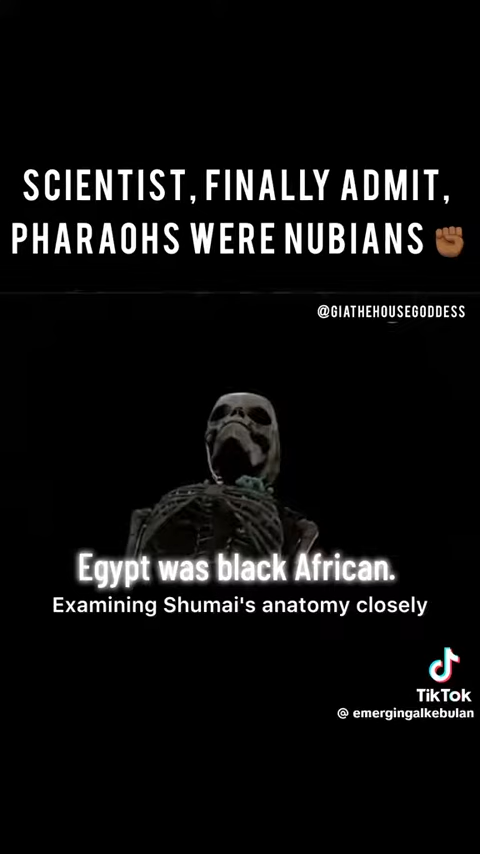 SCIENTIST, FINALLY ADMIT,
PHARAOHS WERE NUBIANS ✊🏾
@GIATHEHOUSEGODDESS
Egypt was black African.
Examining Shumai's anatomy closely
TikTok
@ emergingalkebulan